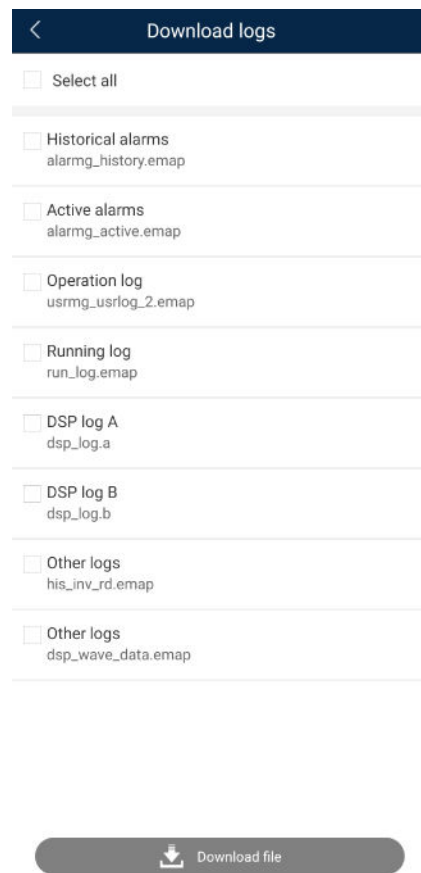 Download logs
Select all
Historical alarms
alarmg_history.emap
Active alarms
alarmg_active.emap
Operation log
usrmg_usrlog_2.emap
Running log
run_log.emap
DSP log A
dsp_log.a
DSP log B
dsp_log.b
Other logs
his_inv_rd.emap
Other logs
dsp_wave_data.emap
Download file